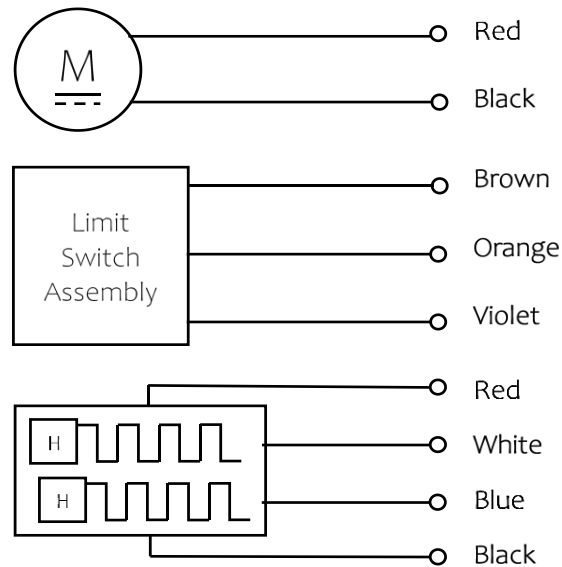 M
Red
Black
Limit
Switch
Assembly
Brown
Orange
Violet
H
H
Red
White
Blue
Black